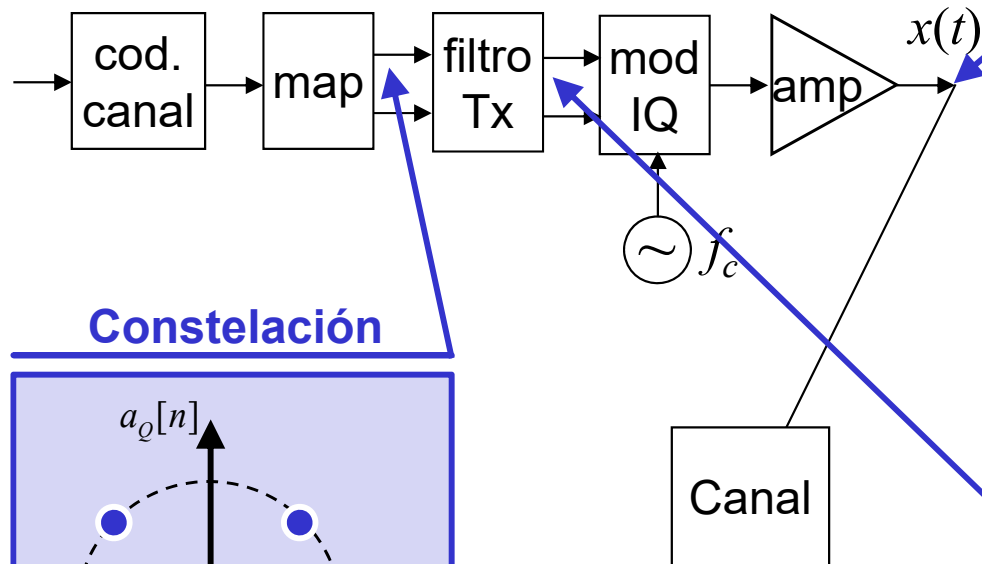 x(t)
cod.
canal
map
filtro
Tx
mod
IQ
amp
~
f_c
Constelación
a_Q[n]
Canal